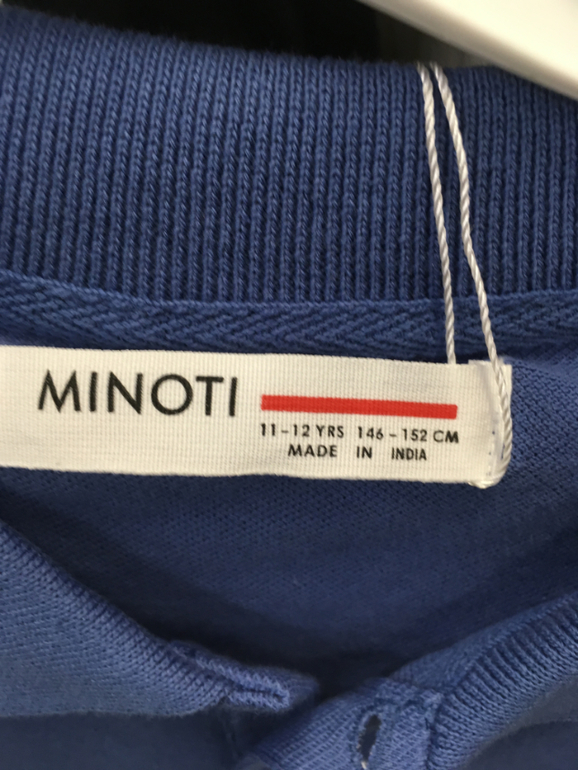 MINOTI
11-12 YRS 146-152 CM
MADE IN INDIA